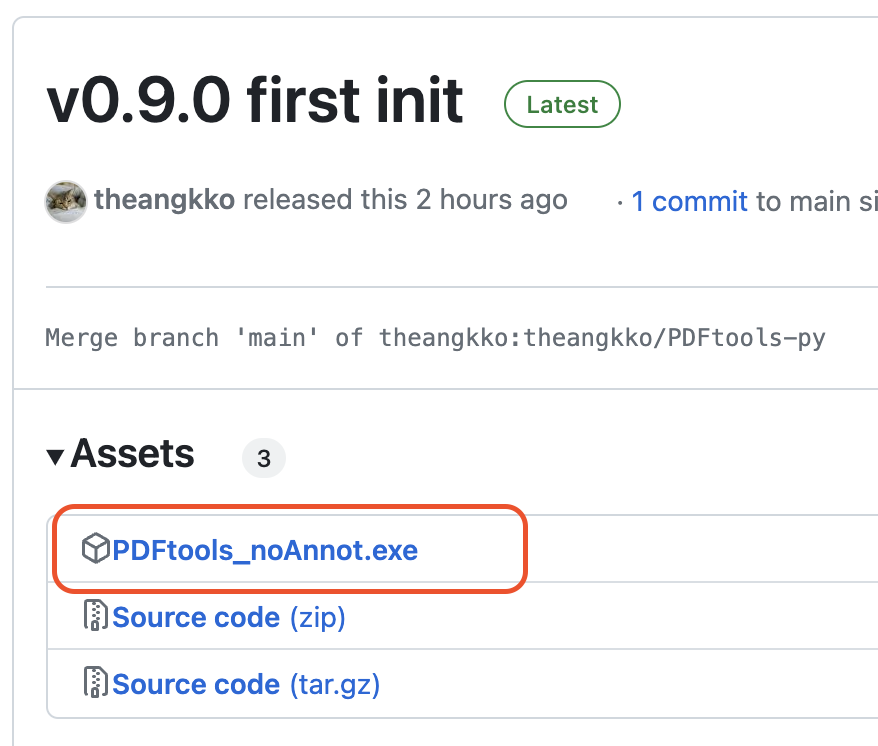 v0.9.0 first init Latest
theangkko released this 2 hours ago · 1 commit to main si
Merge branch 'main' of theangkko:theangkko/PDFtools-py
▾ Assets 3
PDFtools_noAnnot.exe
Source code (zip)
Source code (tar.gz)